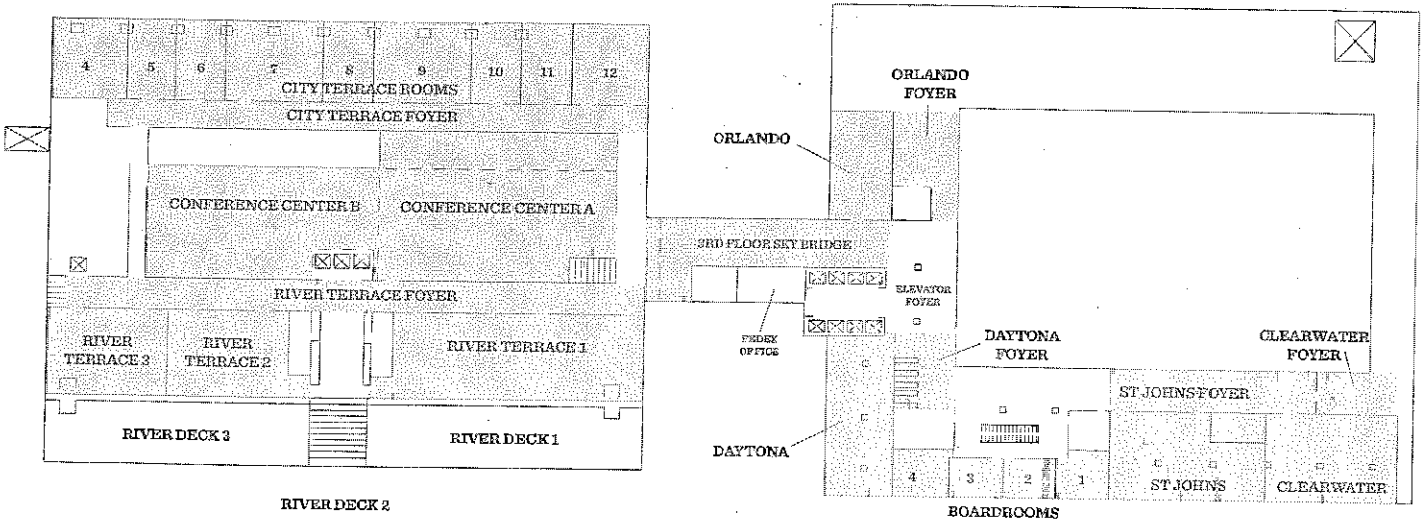 4
5
6
7
8
9
10
11
12
CITY TERRACE ROOMS
CITY TERRACE FOYER
CONFERENCE CENTER B
CONFERENCE CENTER A
RIVER TERRACE FOYER
RIVER
TERRACE 3
RIVER
TERRACE 2
RIVER TERRACE 1
RIVER DECK 3
RIVER DECK 1
RIVER DECK 2
ORLANDO
FOYER
ORLANDO
3RD FLOOR SKY BRIDGE
ELEVATOR
FOYER
FEDEX
OFFICE
DAYTONA
FOYER
CLEARWATER
FOYER
ST JOHNS FOYER
DAYTONA
4
3
2
1
ST JOHNS
CLEARWATER
BOARDROOMS